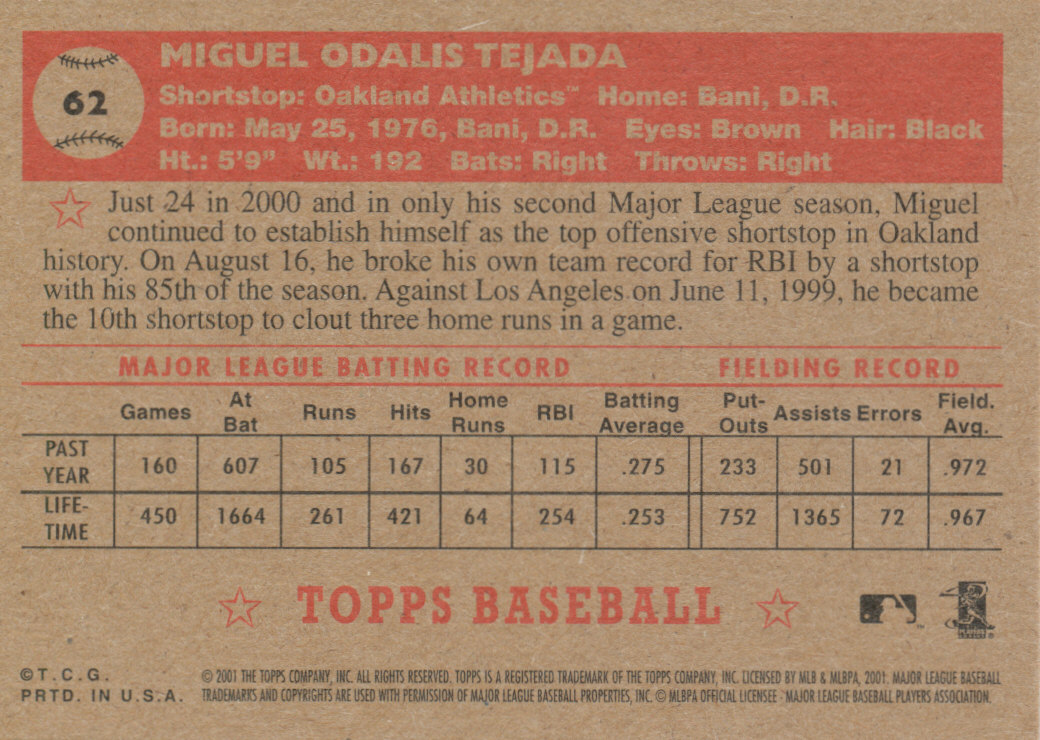 62
MIGUEL ODALIS TEJADA
Shortstop: Oakland Athletics™ Home: Bani, D.R.
Born: May 25, 1976, Bani, D.R. Eyes: Brown Hair: Black
Ht.: 5'9" Wt.: 192 Bats: Right Throws: Right
Just 24 in 2000 and in only his second Major League season, Miguel
continued to establish himself as the top offensive shortstop in Oakland
history. On August 16, he broke his own team record for RBI by a shortstop
with his 85th of the season. Against Los Angeles on June 11, 1999, he became
the 10th shortstop to clout three home runs in a game.
MAJOR LEAGUE BATTING RECORD FIELDING RECORD
Games At Bat Runs Hits Home Runs RBI Batting Average Put-Outs Assists Errors Field. Avg.
PAST YEAR 160 607 105 167 30 115 .275 233 501 21 .972
LIFE-TIME 450 1664 261 421 64 254 .253 752 1365 72 .967
TOPPS BASEBALL
© T.C.G.
PRTD. IN U.S.A.
© 2001 THE TOPPS COMPANY, INC. ALL RIGHTS RESERVED. TOPPS IS A REGISTERED TRADEMARK OF THE TOPPS COMPANY, INC. LICENSED BY MLB & MLBPA, 2001. MAJOR LEAGUE BASEBALL
TRADEMARKS AND COPYRIGHTS ARE USED WITH PERMISSION OF MAJOR LEAGUE BASEBALL PROPERTIES, INC. © MLBPA OFFICIAL LICENSEE - MAJOR LEAGUE BASEBALL PLAYERS ASSOCIATION.